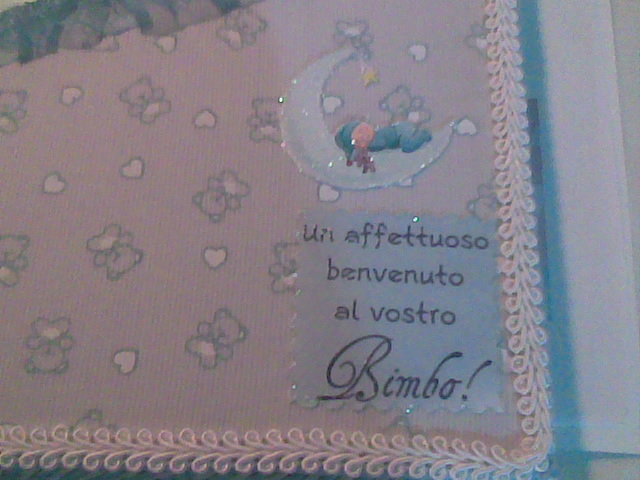 Un affettuoso
benvenuto
al vostro
Bimbo!